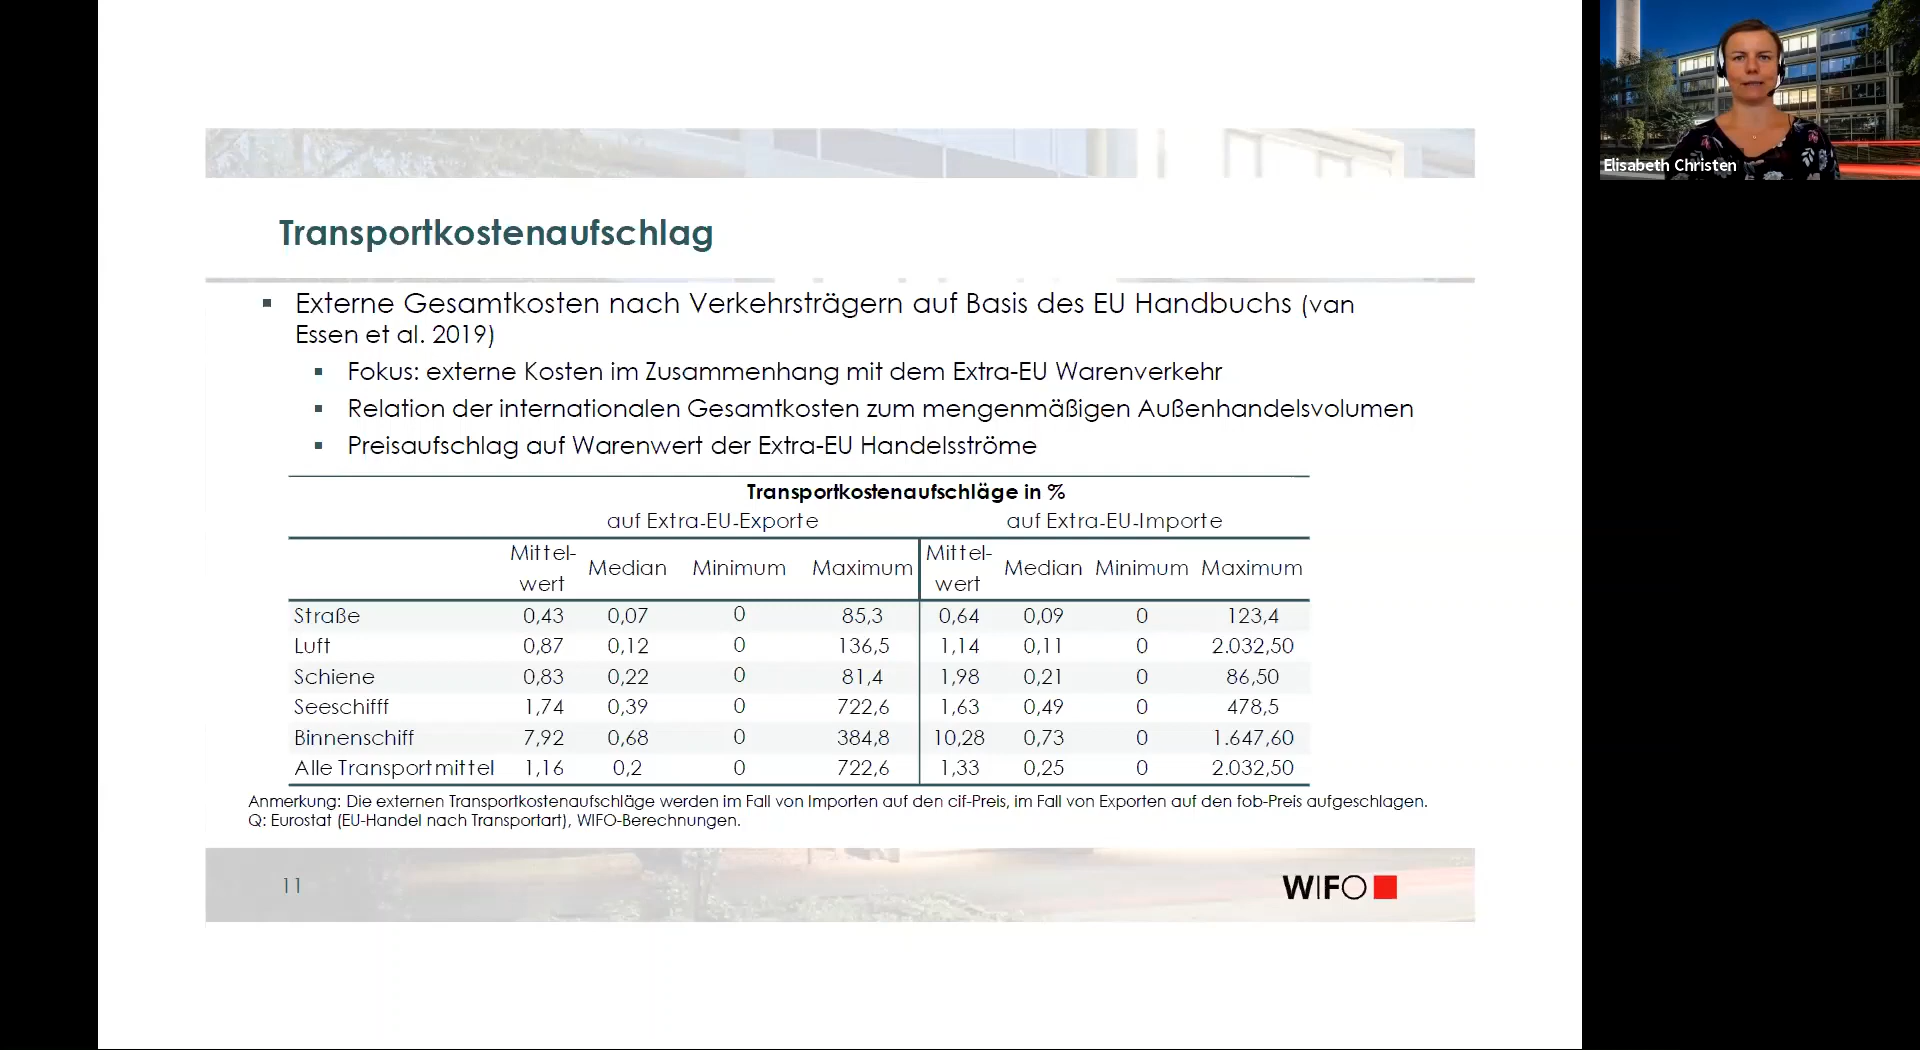 Elisabeth Christen
Transportkostenaufschlag
▪ Externe Gesamtkosten nach Verkehrsträgern auf Basis des EU Handbuchs (van
Essen et al. 2019)
▪ Fokus: externe Kosten im Zusammenhang mit dem Extra-EU Warenverkehr
▪ Relation der internationalen Gesamtkosten zum mengenmäßigen Außenhandelsvolumen
▪ Preisaufschlag auf Warenwert der Extra-EU Handelsströme
Transportkostenaufschläge in %
auf Extra-EU-Exporte auf Extra-EU-Importe
Mittel- Mittel-
Median Minimum Maximum Median Minimum Maximum
wert wert
Straße 0,43 0,07 0 85,3 0,64 0,09 0 123,4
Luft 0,87 0,12 0 136,5 1,14 0,11 0 2.032,50
Schiene 0,83 0,22 0 81,4 1,98 0,21 0 86,50
Seeschifff 1,74 0,39 0 722,6 1,63 0,49 0 478,5
Binnenschiff 7,92 0,68 0 384,8 10,28 0,73 0 1.647,60
Alle Transportmittel 1,16 0,2 0 722,6 1,33 0,25 0 2.032,50
Anmerkung: Die externen Transportkostenaufschläge werden im Fall von Importen auf den cif-Preis, im Fall von Exporten auf den fob-Preis aufgeschlagen.
Q: Eurostat (EU-Handel nach Transportart), WIFO-Berechnungen.
11
WIFO